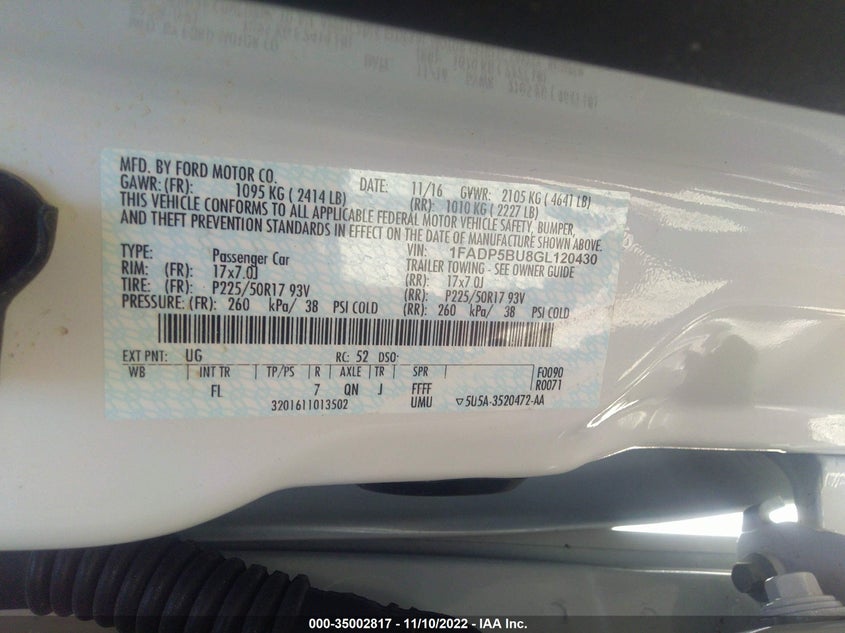 MFD. BY FORD MOTOR CO.
DATE: 11/16 GVWR: 2105 KG ( 4641 LB)
GAWR: (FR): 1095 KG ( 2414 LB) (RR): 1010 KG ( 2227 LB)
THIS VEHICLE CONFORMS TO ALL APPLICABLE FEDERAL MOTOR VEHICLE SAFETY, BUMPER,
AND THEFT PREVENTION STANDARDS IN EFFECT ON THE DATE OF MANUFACTURE SHOWN ABOVE.
VIN: 1FADP5BU8GL120430
TYPE: Passenger Car TRAILER TOWING - SEE OWNER GUIDE
RIM: (FR): 17x7.0J (RR): 17x7.0J
TIRE: (FR): P225/50R17 93V (RR): P225/50R17 93V
PRESSURE: (FR): 260 kPa/ 38 PSI COLD (RR): 260 kPa/ 38 PSI COLD
EXT PNT: UG RC: 52 DSO:
WB INT TR TP/PS R AXLE TR SPR F0090
FL 7 QN J FFFF R0071
3201611013502 UMU ▽5U5A-3520472-AA
000-35002817 - 11/10/2022 - IAA Inc.